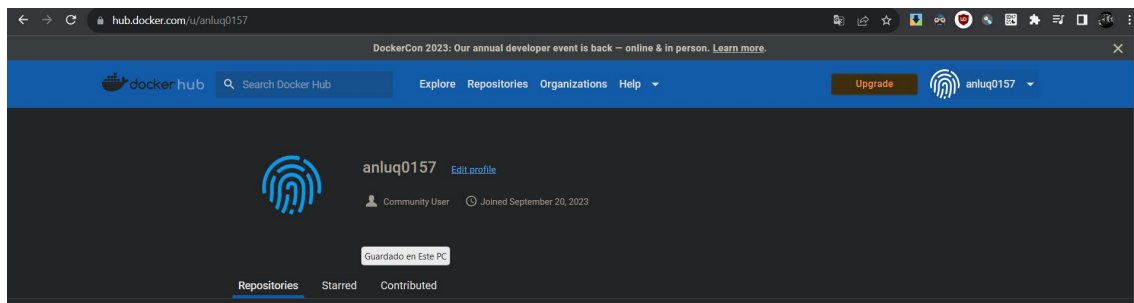 hub.docker.com/u/anluq0157
DockerCon 2023: Our annual developer event is back — online & in person. Learn more.
docker hub Search Docker Hub Explore Repositories Organizations Help Upgrade anluq0157
anluq0157 Edit profile
Community User Joined September 20, 2023
Guardado en Este PC
Repositories Starred Contributed